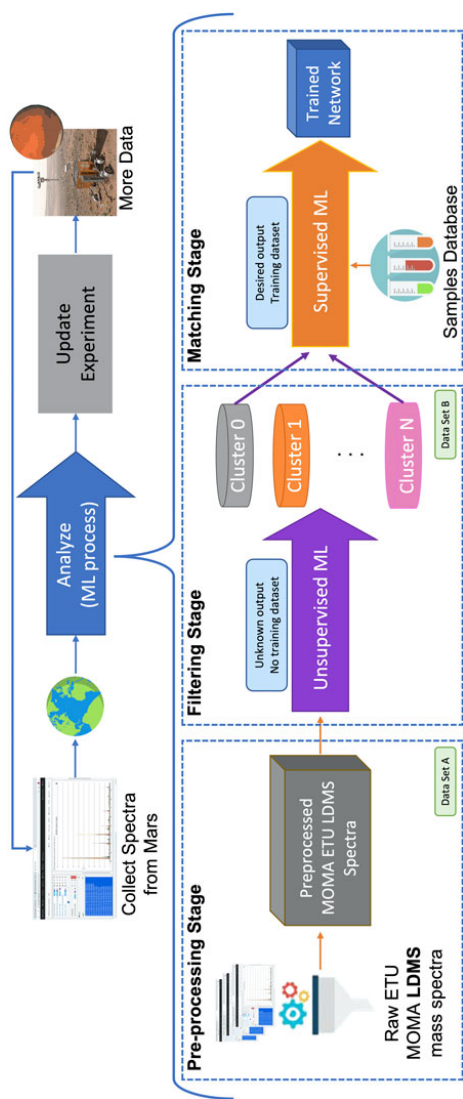 Collect Spectra
from Mars
Analyze
(ML process)
Update
Experiment
More Data
Pre-processing Stage
Raw ETU
MOMA LDMS
mass spectra
Preprocessed
MOMA ETU LDMS
Spectra
Data Set A
Filtering Stage
Unknown output
No training dataset
Unsupervised ML
Cluster 0
Cluster 1
. . .
Cluster N
Data Set B
Matching Stage
Desired output
Training dataset
Supervised ML
Samples Database
Trained
Network